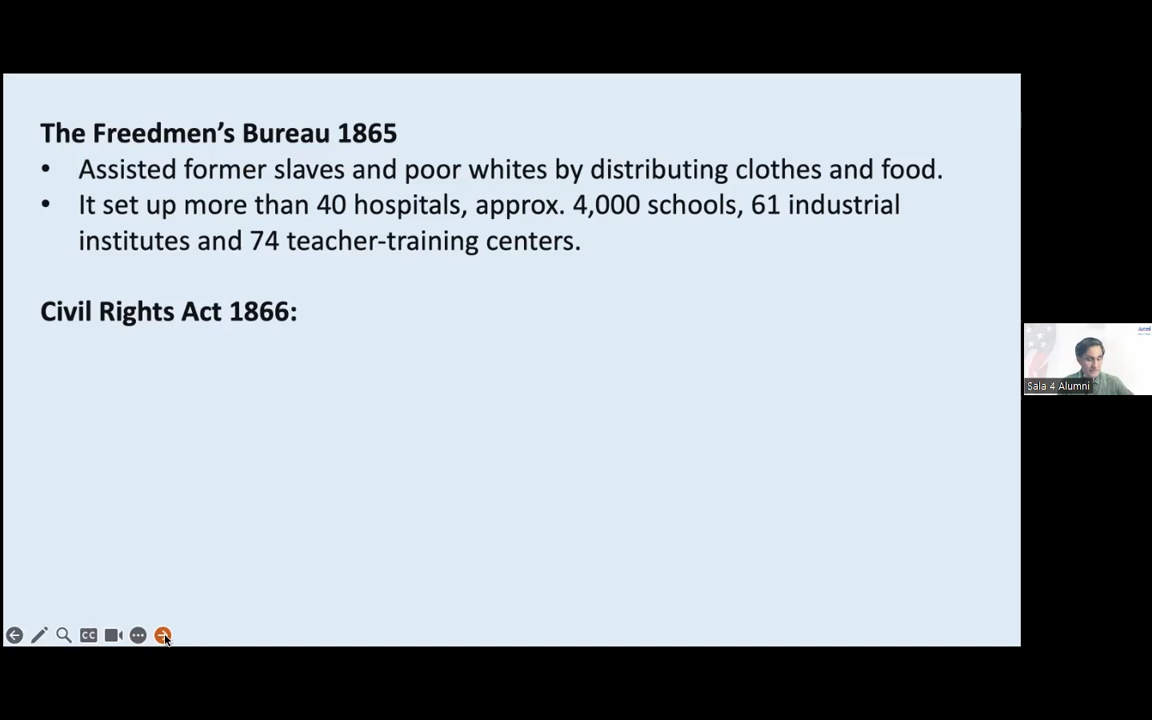 The Freedmen’s Bureau 1865
• Assisted former slaves and poor whites by distributing clothes and food.
• It set up more than 40 hospitals, approx. 4,000 schools, 61 industrial
institutes and 74 teacher-training centers.
Civil Rights Act 1866:
Sala 4 Alumni
CC